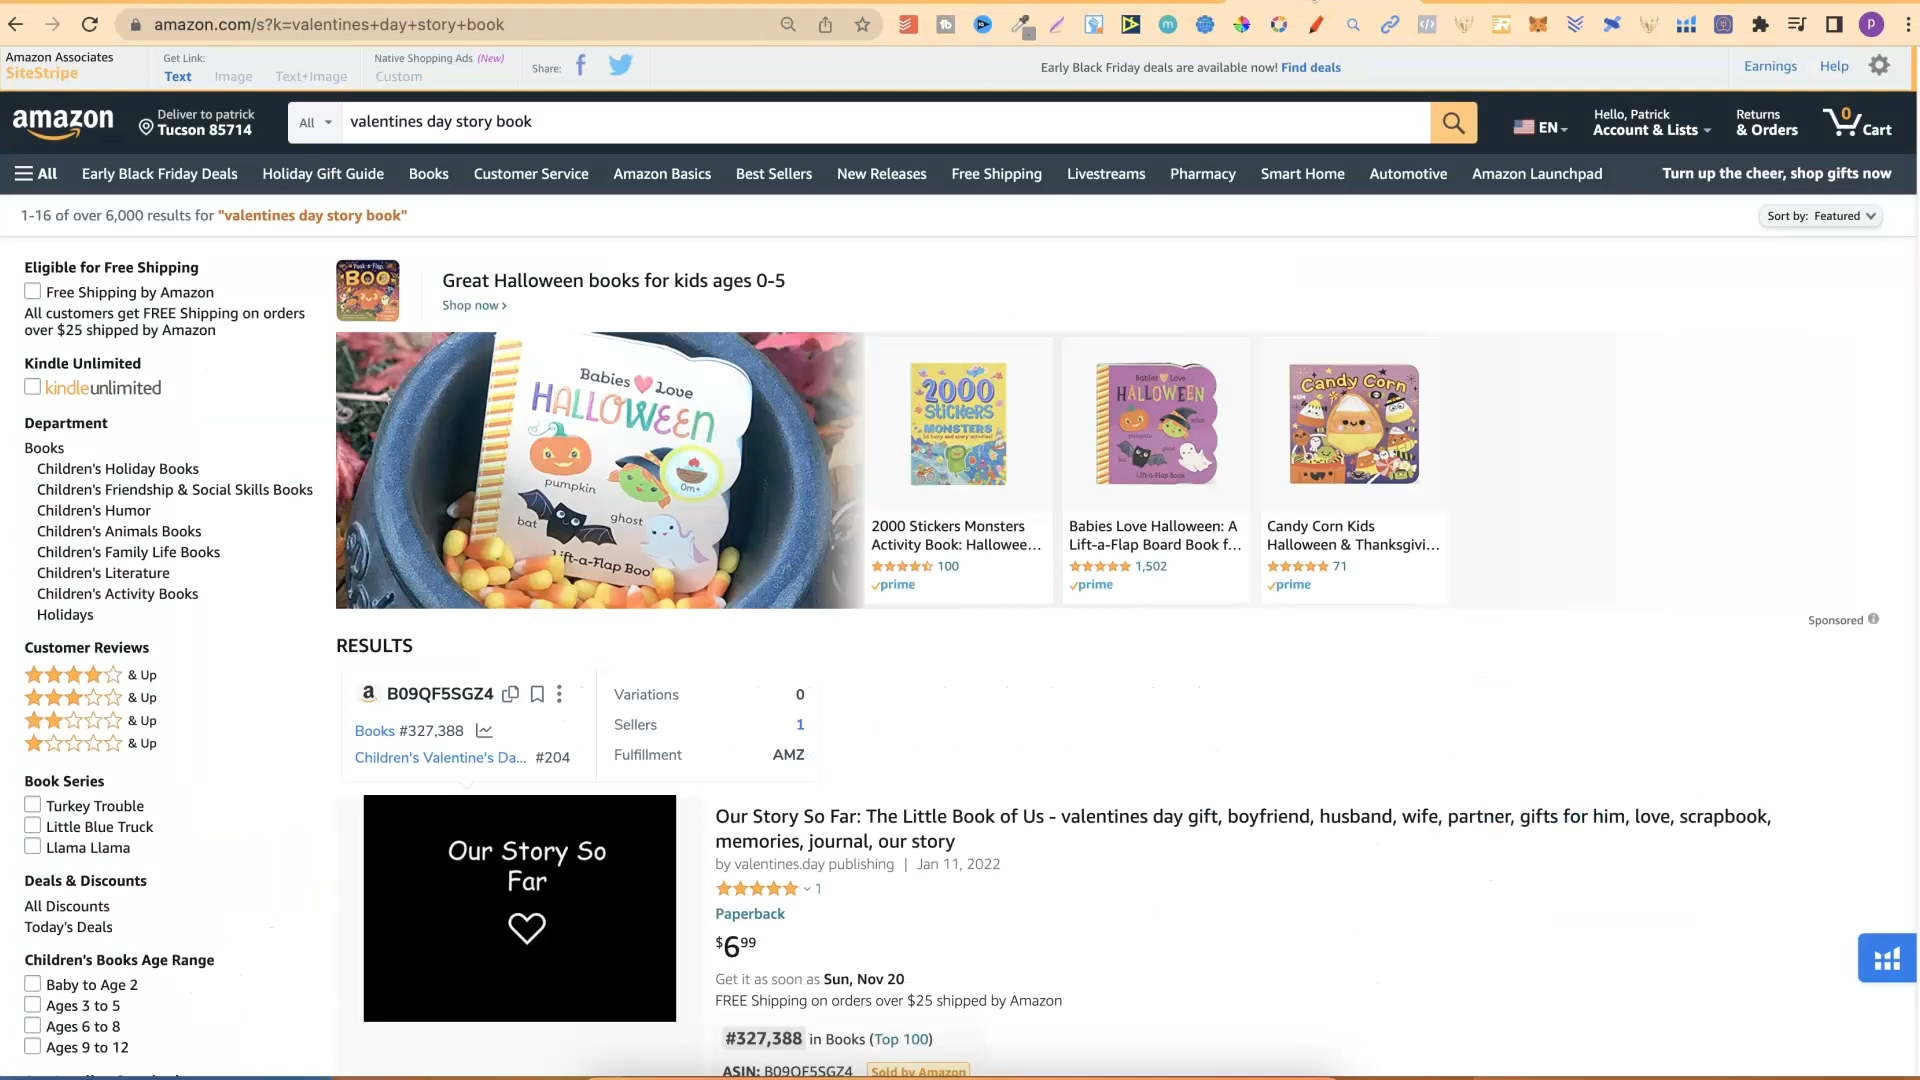 amazon.com/s?k=valentines+day+story+book
Amazon Associates
SiteStripe
Get Link:
Text Image Text+Image
Native Shopping Ads (New)
Custom
Share:
Early Black Friday deals are available now! Find deals
Earnings Help
amazon
Deliver to patrick
Tucson 85714
All
valentines day story book
EN
Hello, Patrick
Account & Lists
Returns
& Orders
0
Cart
All Early Black Friday Deals Holiday Gift Guide Books Customer Service Amazon Basics Best Sellers New Releases Free Shipping Livestreams Pharmacy Smart Home Automotive Amazon Launchpad
Turn up the cheer, shop gifts now
1-16 of over 6,000 results for "valentines day story book"
Sort by: Featured
Eligible for Free Shipping
Free Shipping by Amazon
All customers get FREE Shipping on orders
over $25 shipped by Amazon
Kindle Unlimited
kindleunlimited
Department
Books
Children's Holiday Books
Children's Friendship & Social Skills Books
Children's Humor
Children's Animals Books
Children's Family Life Books
Children's Literature
Children's Activity Books
Holidays
Customer Reviews
& Up
& Up
& Up
& Up
Book Series
Turkey Trouble
Little Blue Truck
Llama Llama
Deals & Discounts
All Discounts
Today's Deals
Children's Books Age Range
Baby to Age 2
Ages 3 to 5
Ages 6 to 8
Ages 9 to 12
BOO
Great Halloween books for kids ages 0-5
Shop now ›
Babies Love
HALLOWEEN
pumpkin
0m+
bat
ghost
Lift-a-Flap Boo
2000
STICKERS
MONSTERS
2000 Stickers Monsters
Activity Book: Hallowee...
100
prime
Babies Love
HALLOWEEN
pumpkin
bat
ghost
Lift-a-Flap Book
Babies Love Halloween: A
Lift-a-Flap Board Book f...
1,502
prime
Candy Corn
Candy Corn Kids
Halloween & Thanksgivi...
71
prime
Sponsored
RESULTS
a B09QF5SGZ4
Books #327,388
Children's Valentine's Da... #204
Variations 0
Sellers 1
Fulfillment AMZ
Our Story So
Far
Our Story So Far: The Little Book of Us - valentines day gift, boyfriend, husband, wife, partner, gifts for him, love, scrapbook,
memories, journal, our story
by valentines.day publishing | Jan 11, 2022
1
Paperback
$6 99
Get it as soon as Sun, Nov 20
FREE Shipping on orders over $25 shipped by Amazon
#327,388 in Books (Top 100)
ASIN: B09QF5SGZ4 Sold by Amazon